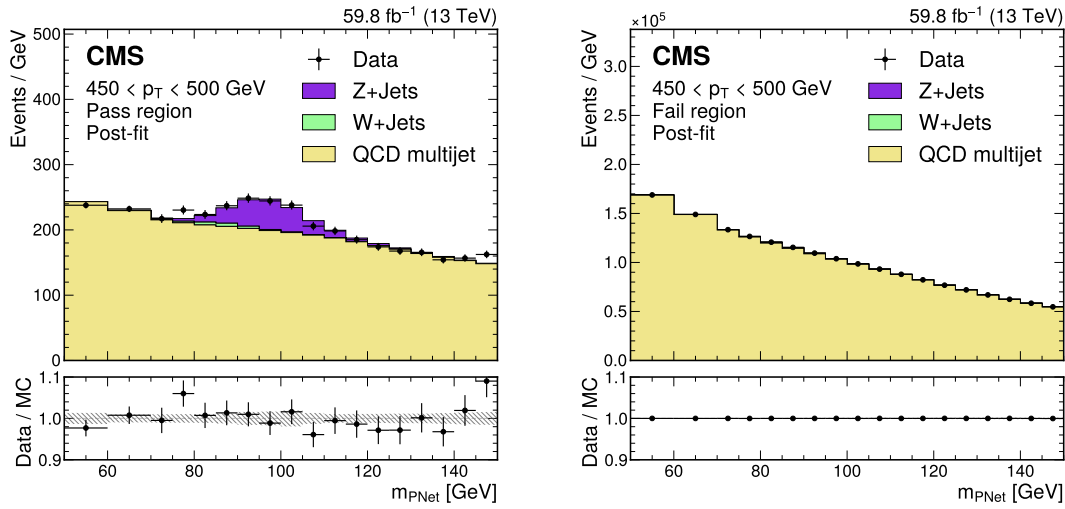 59.8 fb⁻¹ (13 TeV)
CMS
450 < p_T < 500 GeV
Pass region
Post-fit
Data
Z+Jets
W+Jets
QCD multijet
Events / GeV
500
400
300
200
100
0
Data / MC
1.1
1.0
0.9
60 80 100 120 140
m_PNet [GeV]
×10⁵
59.8 fb⁻¹ (13 TeV)
CMS
450 < p_T < 500 GeV
Fail region
Post-fit
Data
Z+Jets
W+Jets
QCD multijet
Events / GeV
3.0
2.5
2.0
1.5
1.0
0.5
0.0
Data / MC
1.1
1.0
0.9
60 80 100 120 140
m_PNet [GeV]